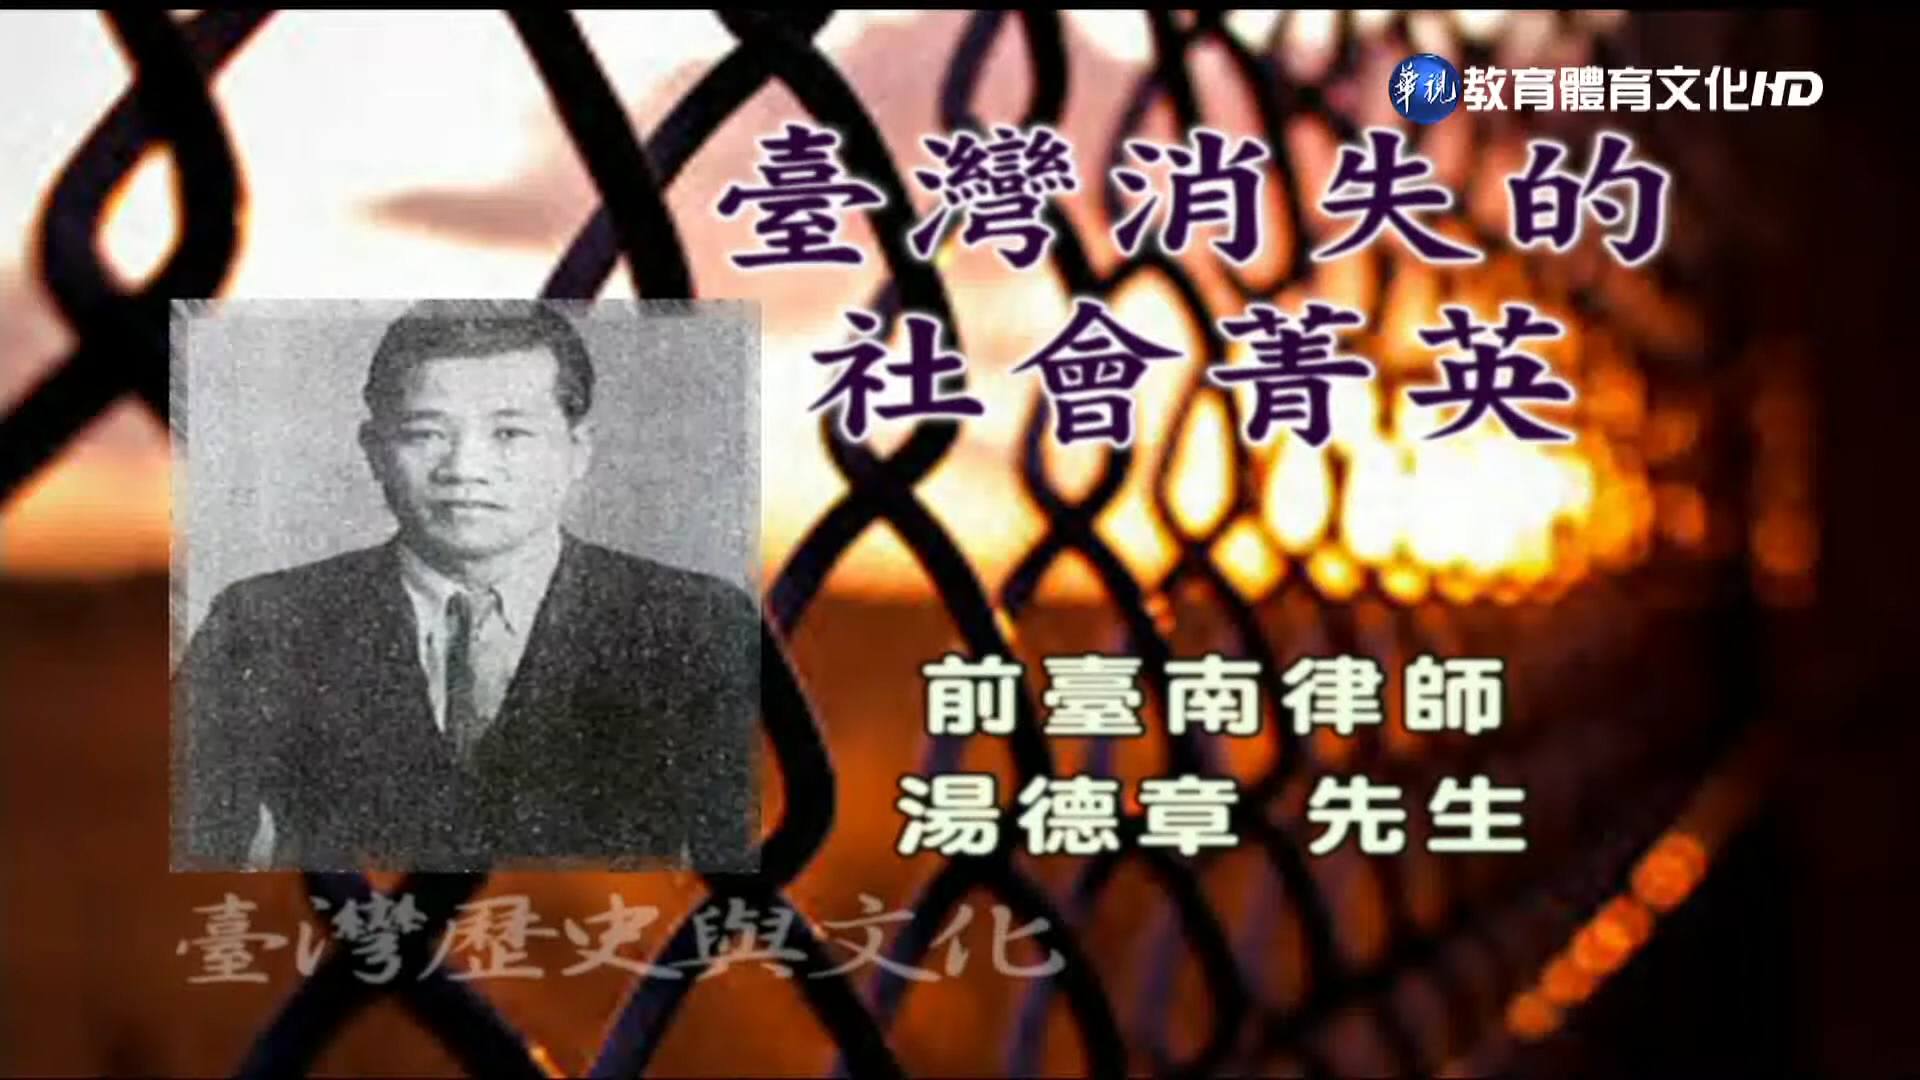 華視 教育體育文化HD
臺灣消失的
社會菁英
前臺南律師
湯德章 先生
臺灣歷史與文化